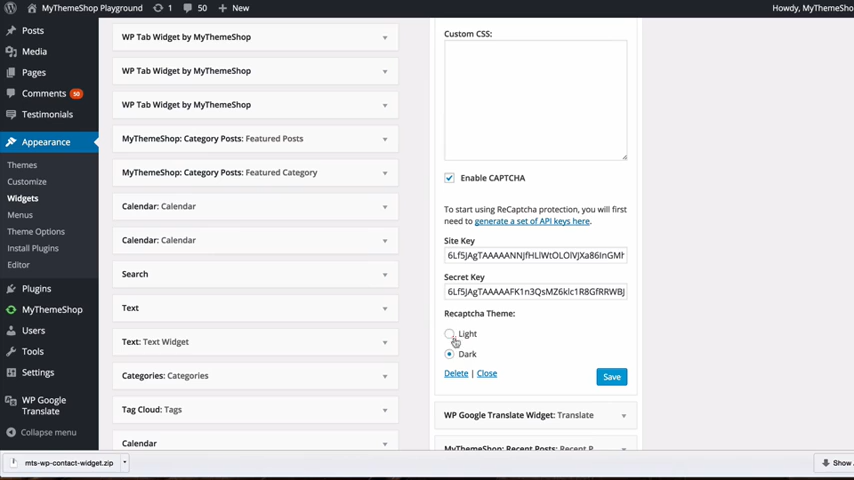 MyThemeShop Playground 1 50 + New Howdy, MyThemeSho
Posts
Media
Pages
Comments 50
Testimonials
Appearance
Themes
Customize
Widgets
Menus
Theme Options
Install Plugins
Editor
Plugins
MyThemeShop
Users
Tools
Settings
WP Google
Translate
Collapse menu
WP Tab Widget by MyThemeShop
WP Tab Widget by MyThemeShop
WP Tab Widget by MyThemeShop
MyThemeShop: Category Posts: Featured Posts
MyThemeShop: Category Posts: Featured Category
Calendar: Calendar
Calendar: Calendar
Search
Text
Text: Text Widget
Categories: Categories
Tag Cloud: Tags
Calendar
Custom CSS:
Enable CAPTCHA
To start using ReCaptcha protection, you will first
need to generate a set of API keys here.
Site Key
Secret Key
Recaptcha Theme:
Light
Dark
Delete | Close
Save
WP Google Translate Widget: Translate
MyThemeShop: Recent Posts: Recent P
mts-wp-contact-widget.zip
Show